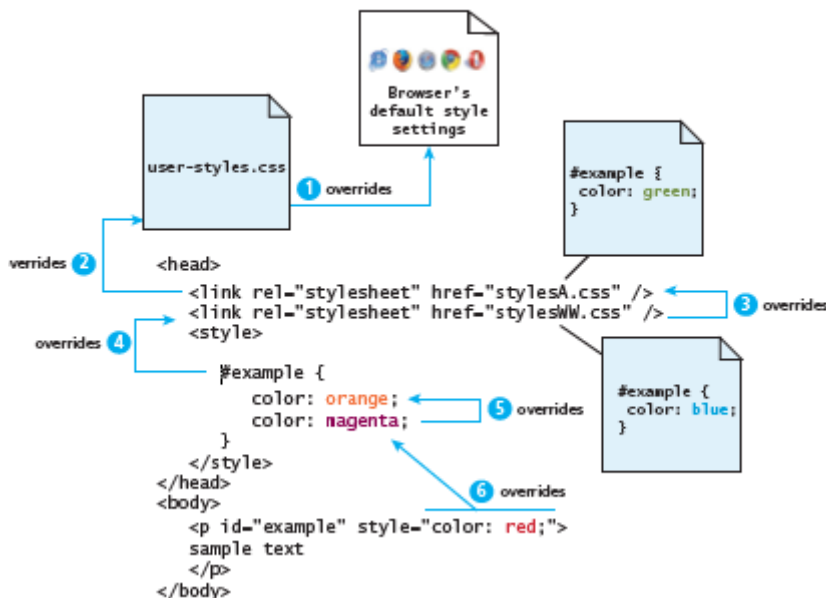 Browser's
default style
settings
user-styles.css
1 overrides
#example {
color: green;
}
overrides 2
<head>
<link rel="stylesheet" href="stylesA.css" />
<link rel="stylesheet" href="stylesWW.css" />
3 overrides
<style>
overrides 4
#example {
color: orange;
color: magenta;
}
5 overrides
#example {
color: blue;
}
</style>
</head>
6 overrides
<body>
<p id="example" style="color: red;">
sample text
</p>
</body>